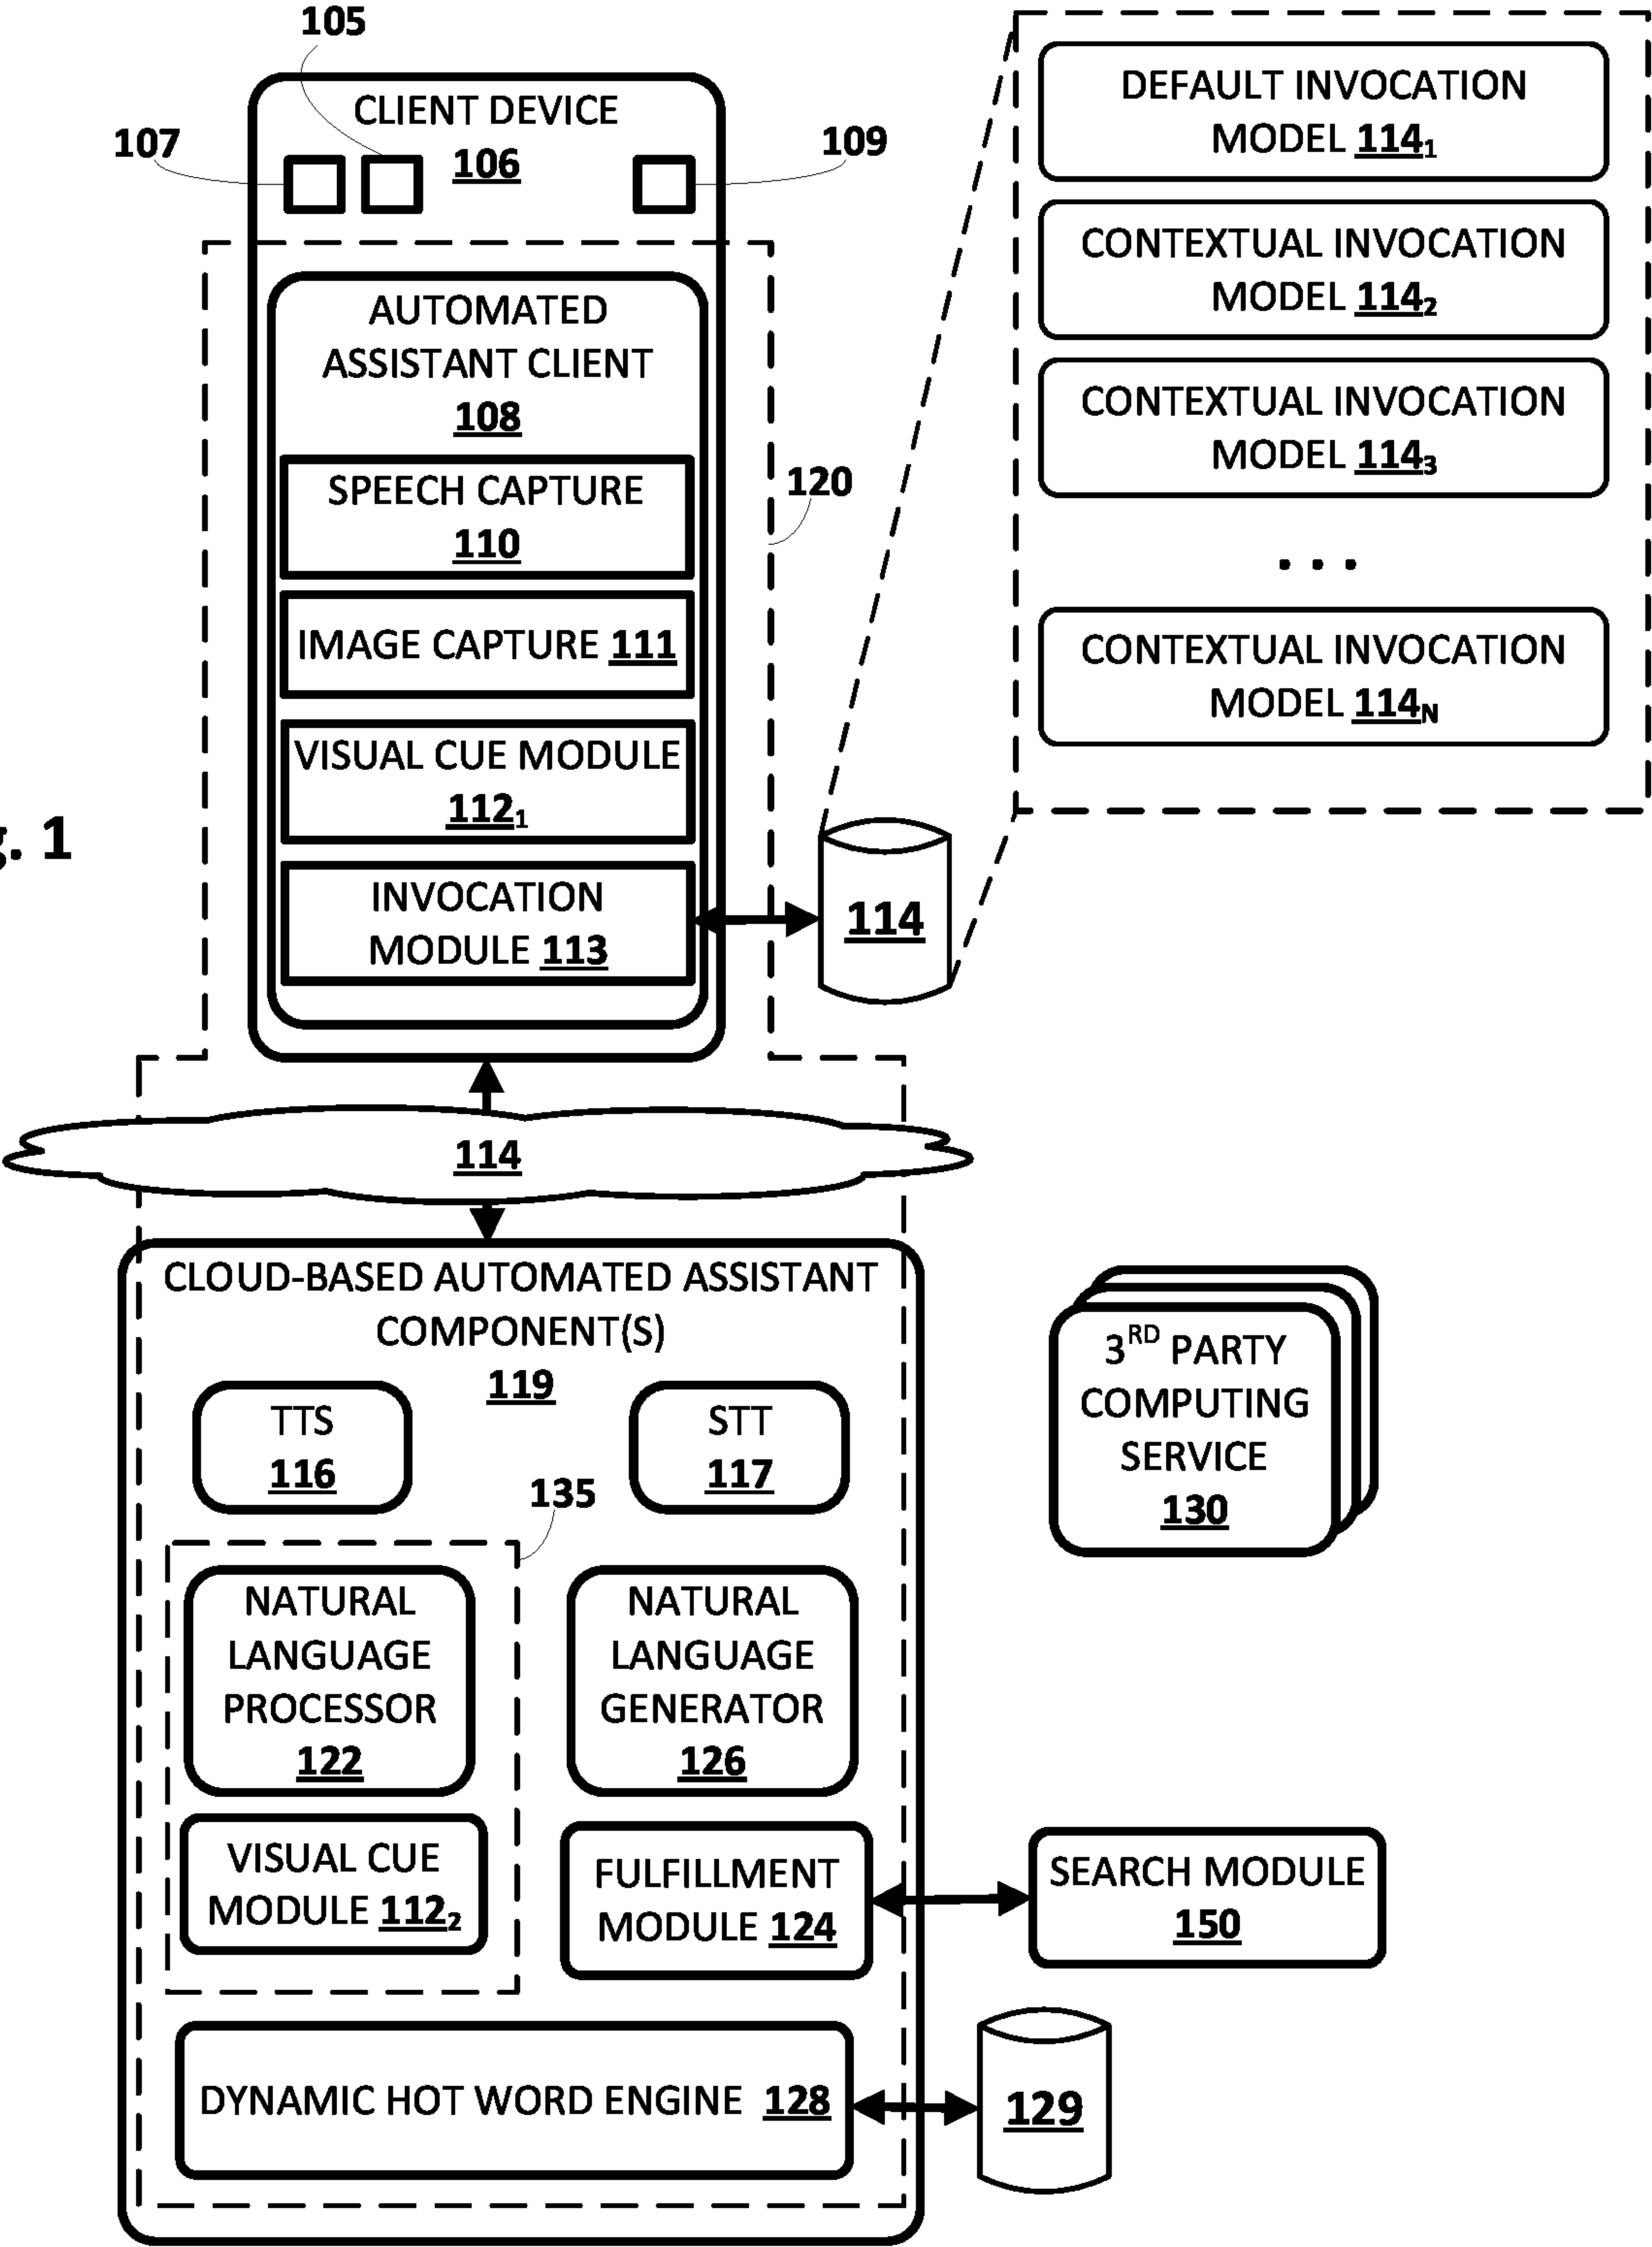 105
CLIENT DEVICE
106
107
109
AUTOMATED
ASSISTANT CLIENT
108
SPEECH CAPTURE
110
IMAGE CAPTURE 111
VISUAL CUE MODULE
112₁
INVOCATION
MODULE 113
120
114
DEFAULT INVOCATION
MODEL 114₁
CONTEXTUAL INVOCATION
MODEL 114₂
CONTEXTUAL INVOCATION
MODEL 114₃
. . .
CONTEXTUAL INVOCATION
MODEL 114N
g. 1
114
CLOUD-BASED AUTOMATED ASSISTANT
COMPONENT(S)
119
TTS
116
STT
117
135
NATURAL
LANGUAGE
PROCESSOR
122
NATURAL
LANGUAGE
GENERATOR
126
VISUAL CUE
MODULE 112₂
FULFILLMENT
MODULE 124
DYNAMIC HOT WORD ENGINE 128
3RD PARTY
COMPUTING
SERVICE
130
SEARCH MODULE
150
129